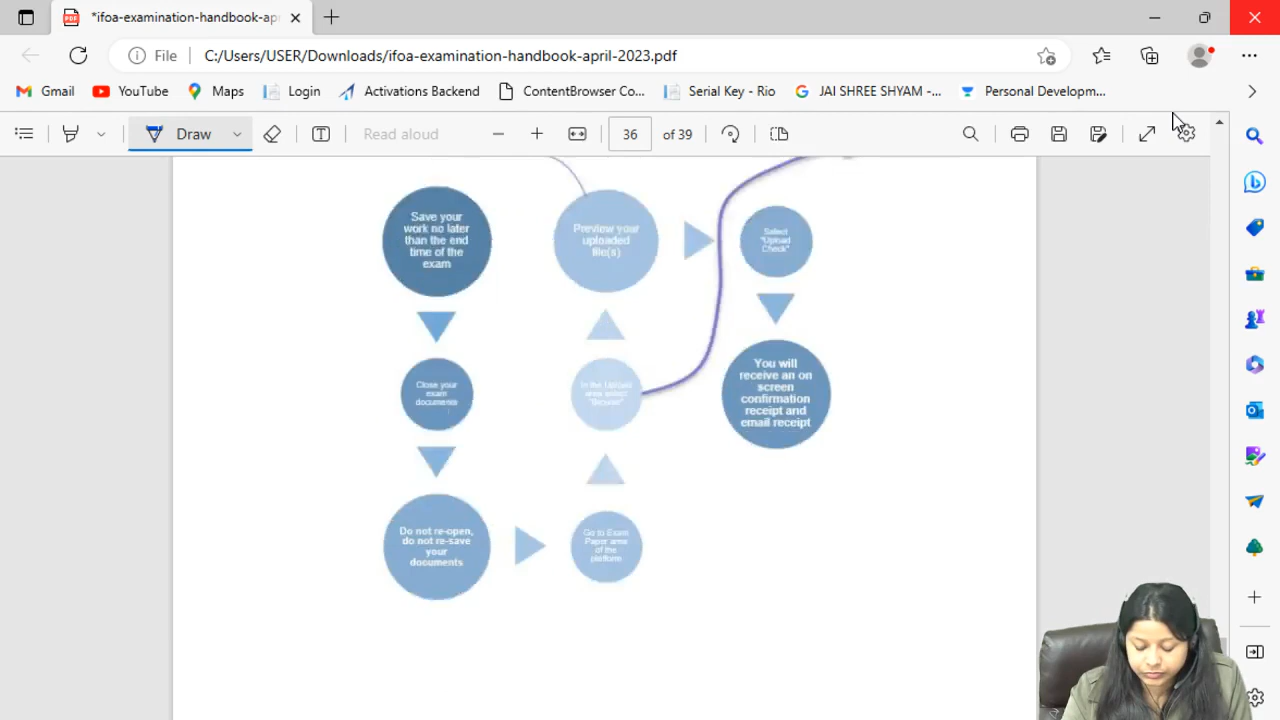 *ifoa-examination-handbook-ap
File
C:/Users/USER/Downloads/ifoa-examination-handbook-april-2023.pdf
Gmail
YouTube
Maps
Login
Activations Backend
ContentBrowser Co...
Serial Key - Rio
JAI SHREE SHYAM -...
Personal Developm...
Draw
Read aloud
36
of 39
Save your
work no later
than the end
time of the
exam
Close your
exam
documents
Do not re-open,
do not re-save
your
documents
Go to Exam
Paper area
of the
platform
In the Upload
area select
Preview your
uploaded
file(s)
Select
"Upload
Check"
You will
receive an on
screen
confirmation
receipt and
email receipt